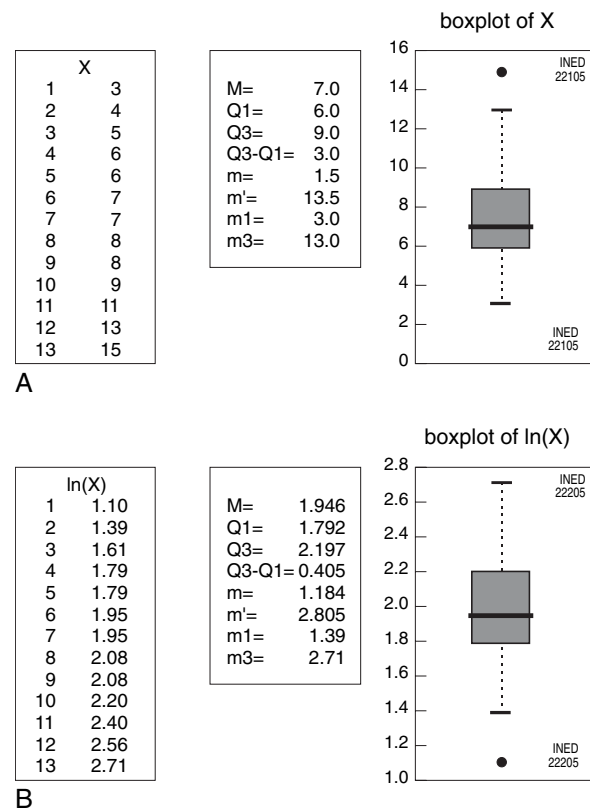 boxplot of X
X
1 3
2 4
3 5
4 6
5 6
6 7
7 7
8 8
9 8
10 9
11 11
12 13
13 15
M= 7.0
Q1= 6.0
Q3= 9.0
Q3-Q1= 3.0
m= 1.5
m'= 13.5
m1= 3.0
m3= 13.0
16
14
12
10
8
6
4
2
0
INED
22105
INED
22105
A
boxplot of ln(X)
ln(X)
1 1.10
2 1.39
3 1.61
4 1.79
5 1.79
6 1.95
7 1.95
8 2.08
9 2.08
10 2.20
11 2.40
12 2.56
13 2.71
M= 1.946
Q1= 1.792
Q3= 2.197
Q3-Q1= 0.405
m= 1.184
m'= 2.805
m1= 1.39
m3= 2.71
2.8
2.6
2.4
2.2
2.0
1.8
1.6
1.4
1.2
1.0
INED
22205
INED
22205
B